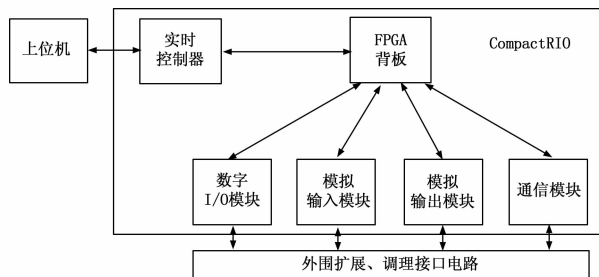 上位机
实时
控制器
FPGA
背板
CompactRIO
数字
I/O模块
模拟
输入模块
模拟
输出模块
通信模块
外围扩展、调理接口电路